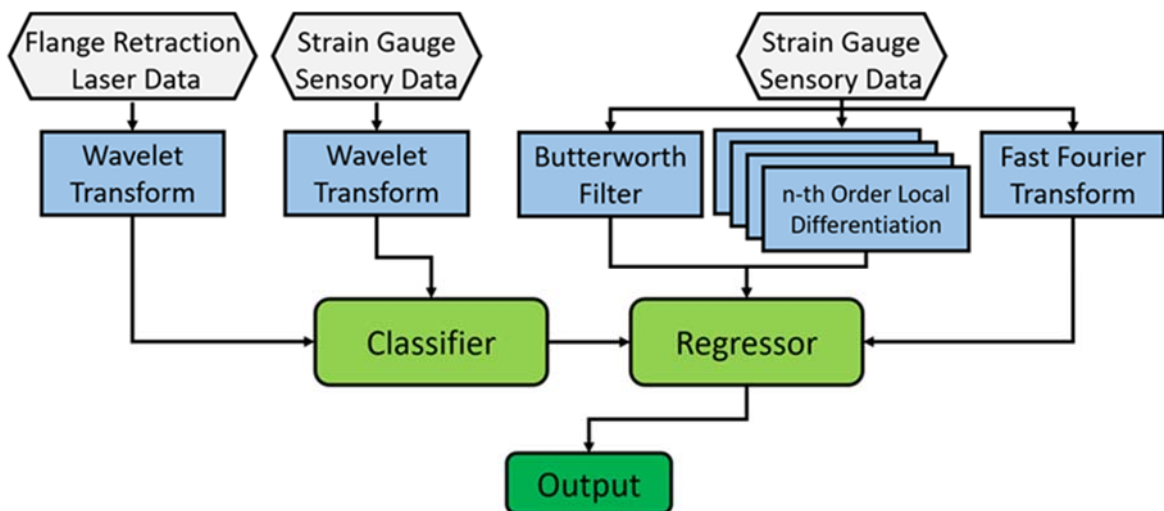 Flange Retraction
Laser Data
Strain Gauge
Sensory Data
Strain Gauge
Sensory Data
Wavelet
Transform
Wavelet
Transform
Butterworth
Filter
n-th Order Local
Differentiation
Fast Fourier
Transform
Classifier
Regressor
Output